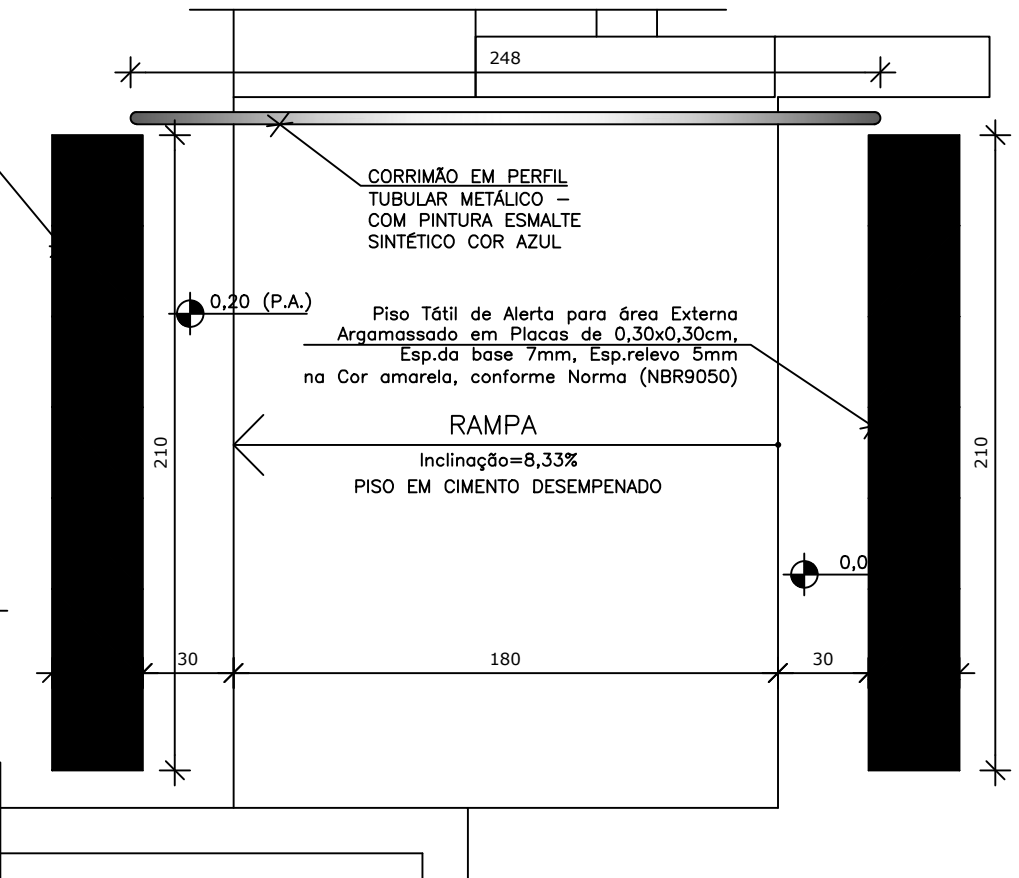 248
CORRIMÃO EM PERFIL
TUBULAR METÁLICO –
COM PINTURA ESMALTE
SINTÉTICO COR AZUL
0,20 (P.A.)
Piso Tátil de Alerta para área Externa
Argamassado em Placas de 0,30x0,30cm,
Esp.da base 7mm, Esp.relevo 5mm
na Cor amarela, conforme Norma (NBR9050)
RAMPA
Inclinação=8,33%
PISO EM CIMENTO DESEMPENADO
210
210
0,0
30
180
30